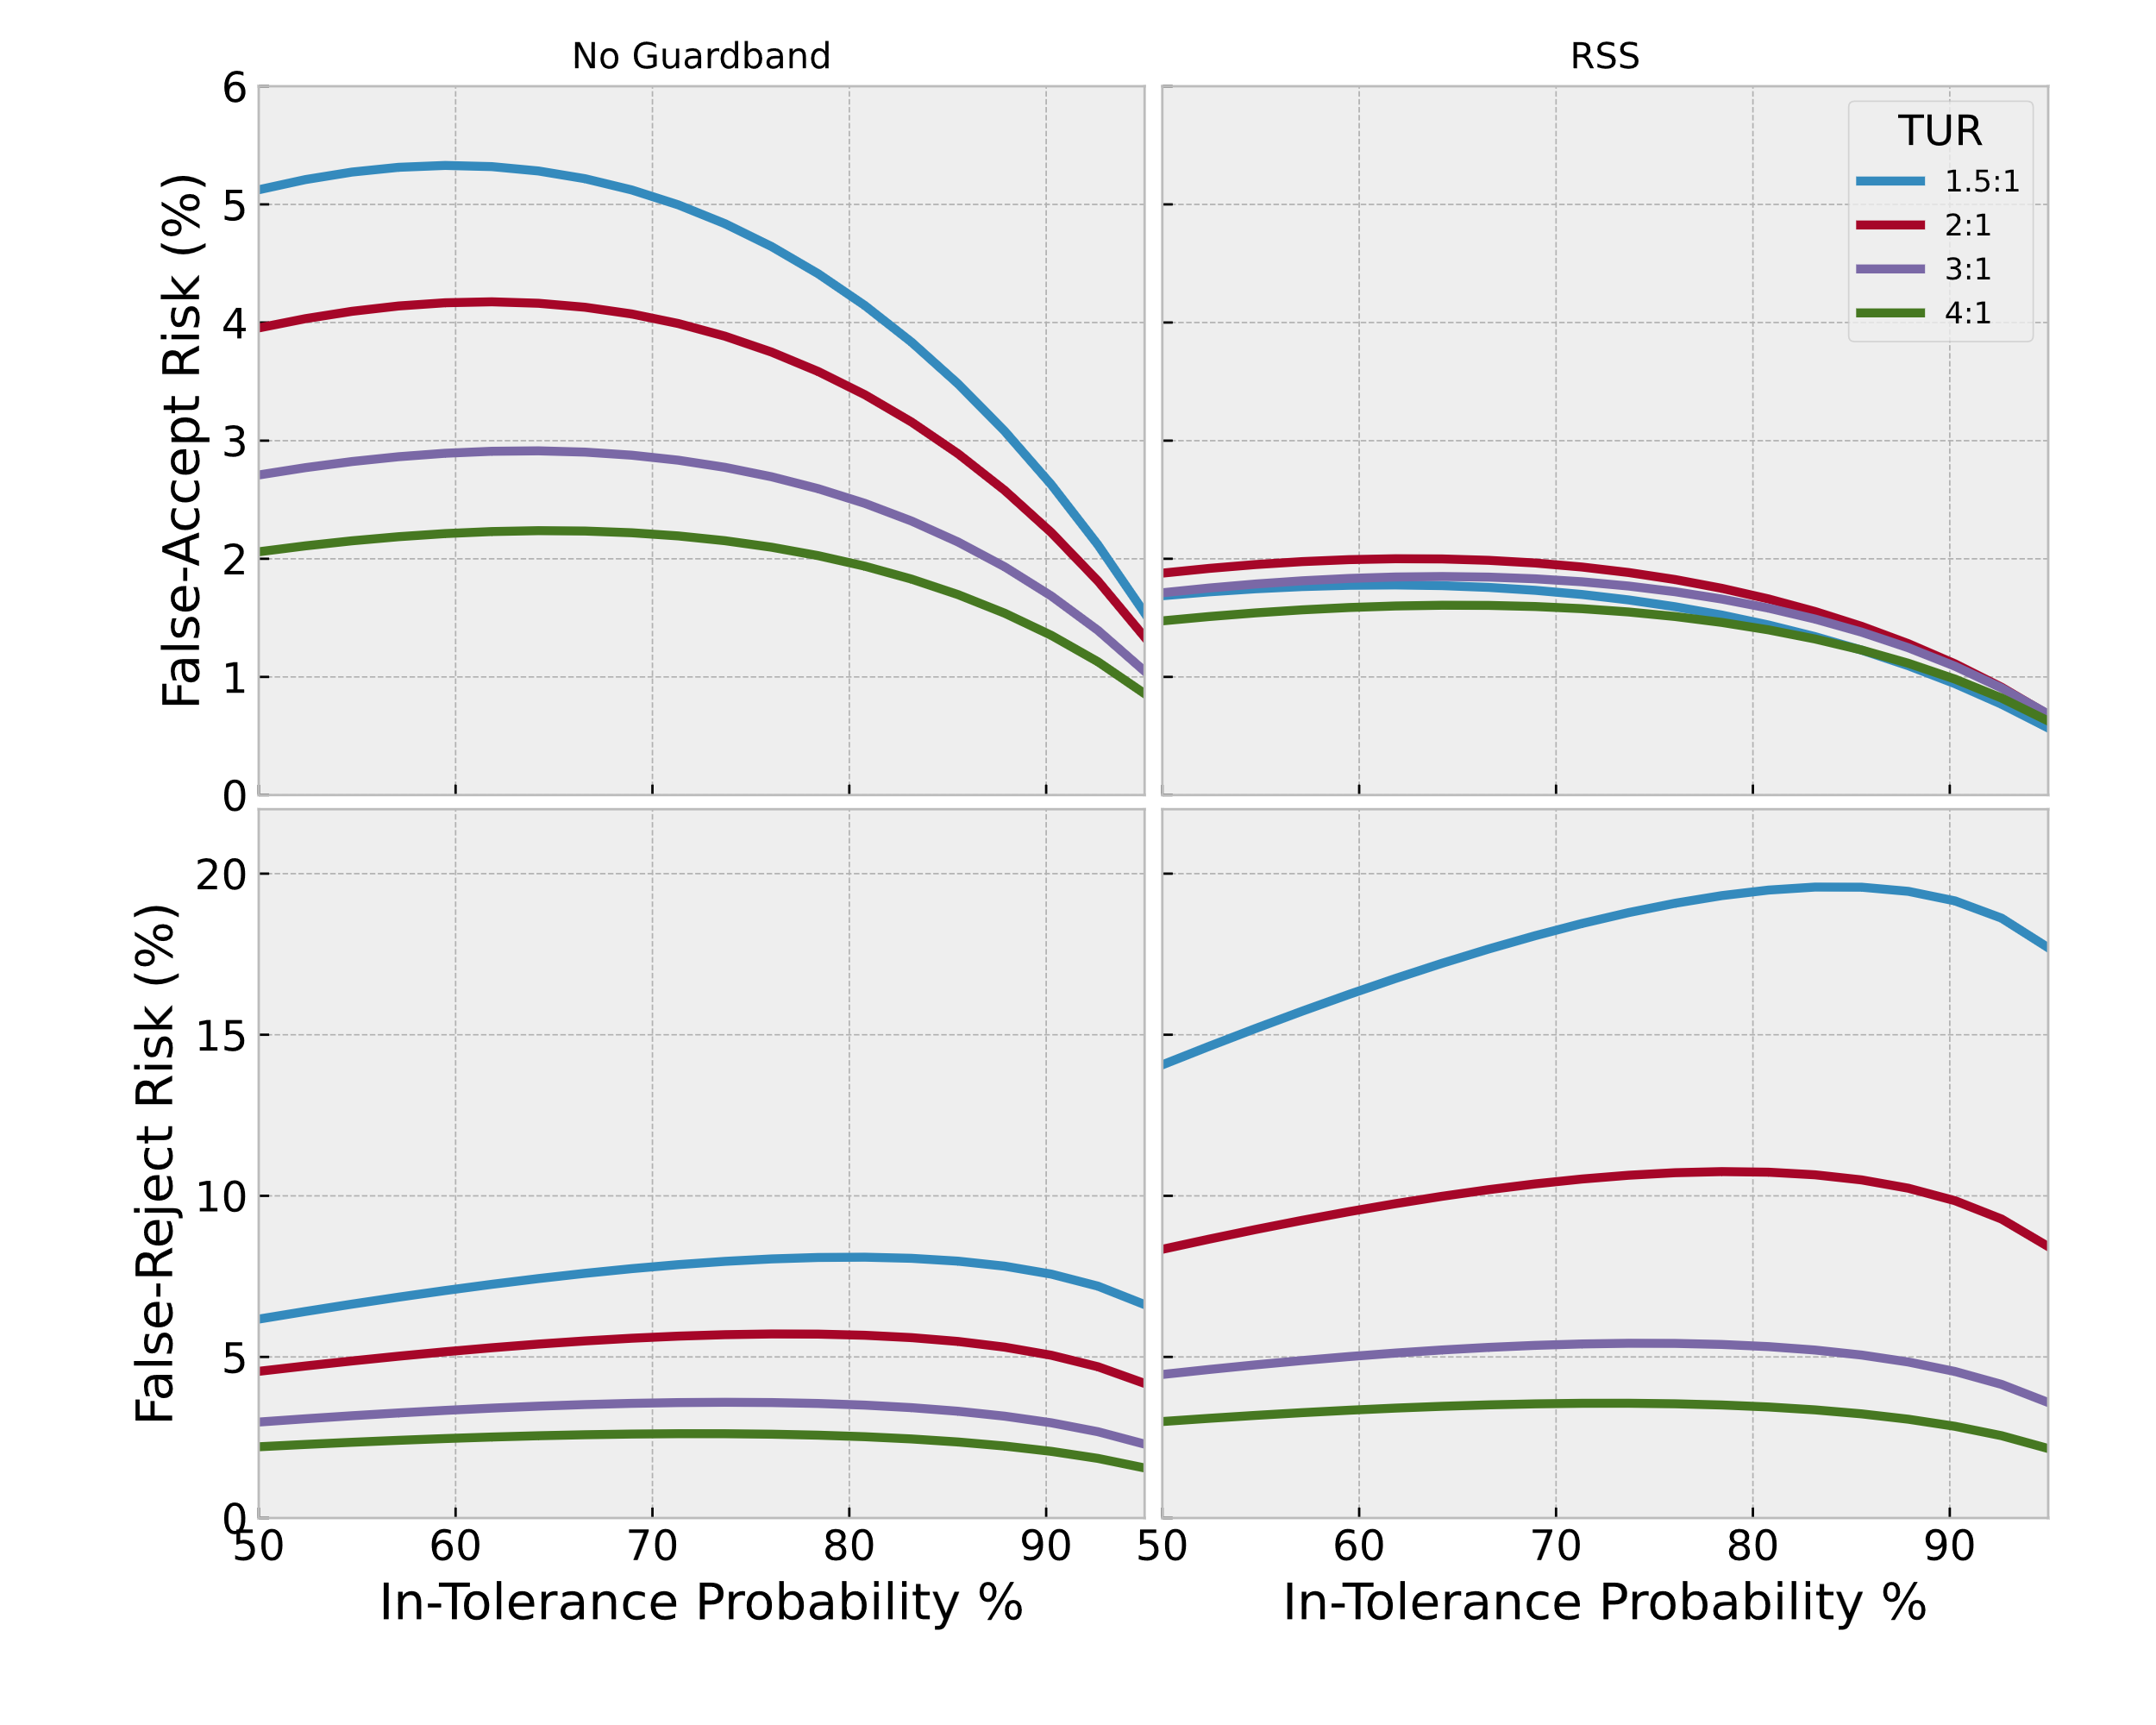 No Guardband
RSS
False-Accept Risk (%)
6
5
4
3
2
1
0
TUR
1.5:1
2:1
3:1
4:1
False-Reject Risk (%)
20
15
10
5
0
50 60 70 80 90
50 60 70 80 90
In-Tolerance Probability %
In-Tolerance Probability %